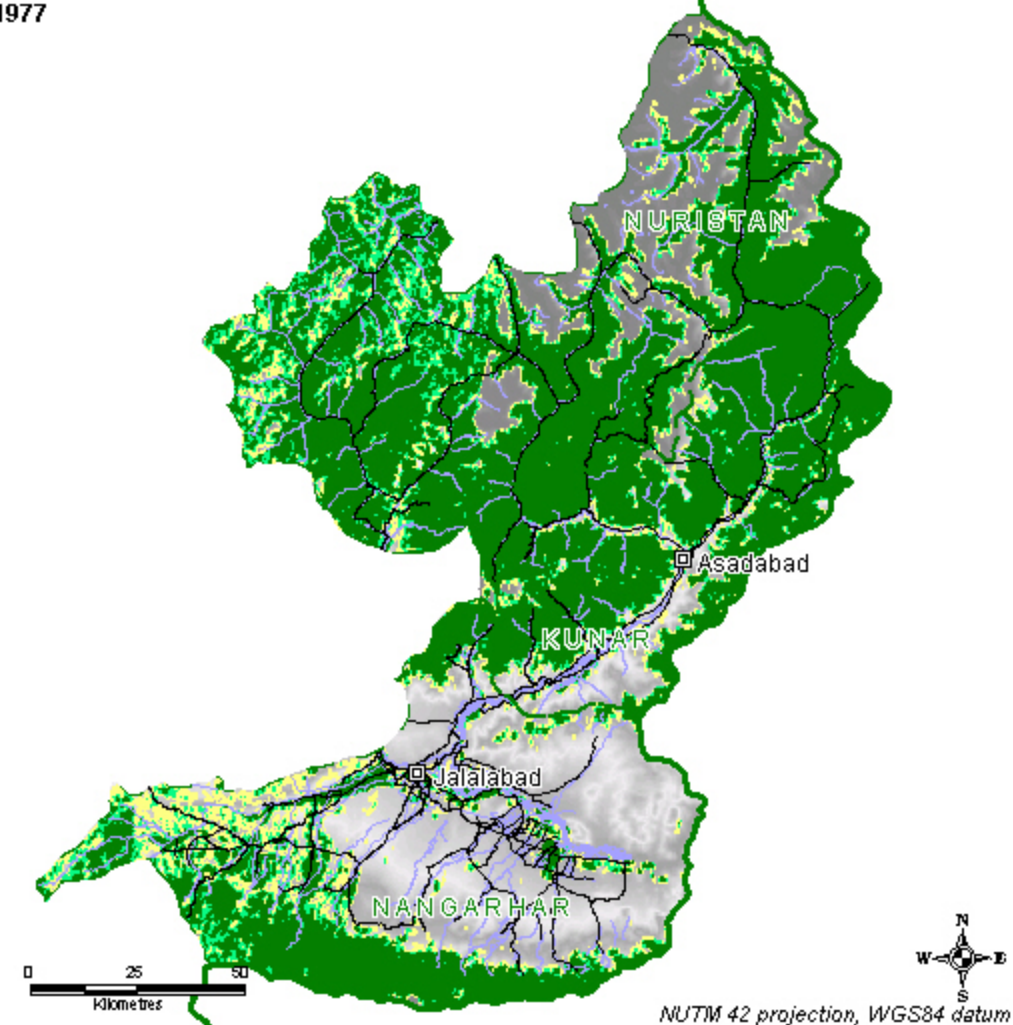 1977
NURISTAN
Asadabad
KUNAR
Jalalabad
NANGARHAR
N
W E
S
0 25 50
Kilometres
NUTM 42 projection, WGS84 datum